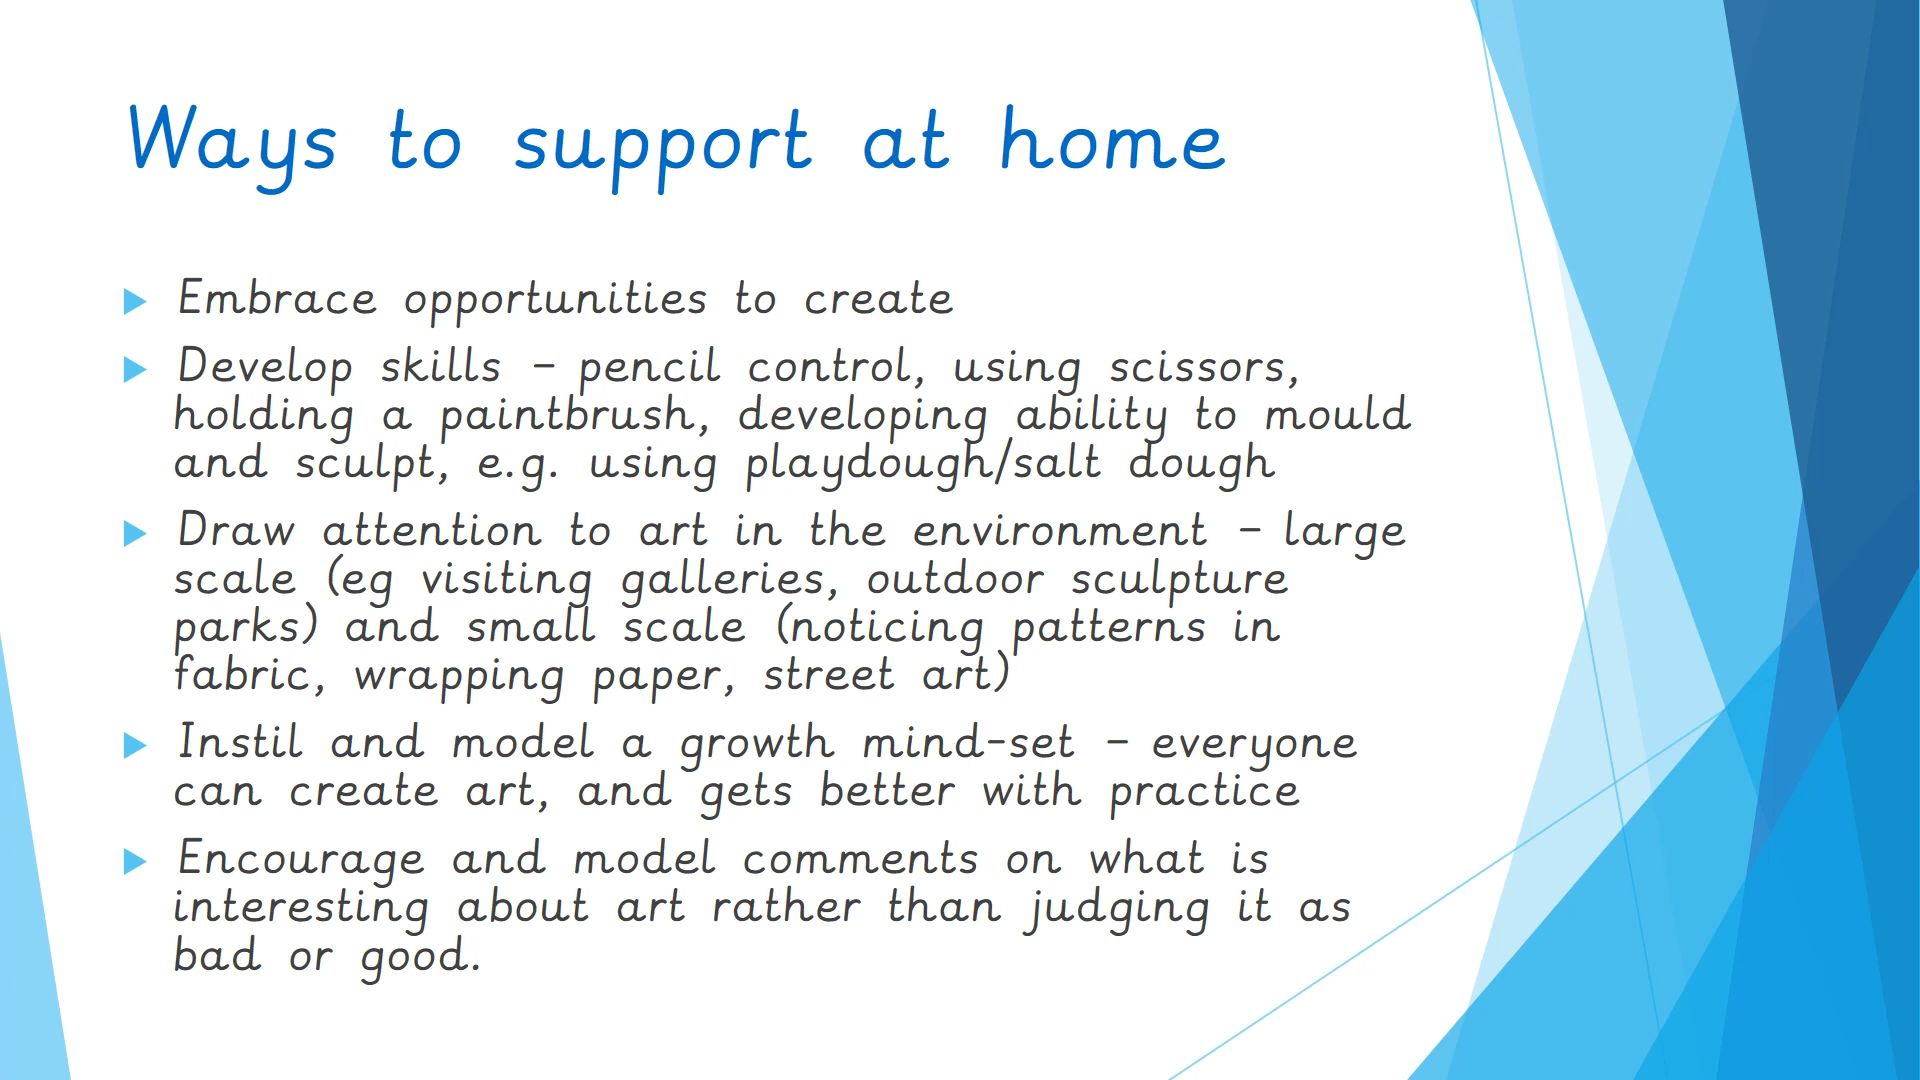 Ways to support at home
Embrace opportunities to create
Develop skills – pencil control, using scissors,
holding a paintbrush, developing ability to mould
and sculpt, e.g. using playdough/salt dough
Draw attention to art in the environment – large
scale (eg visiting galleries, outdoor sculpture
parks) and small scale (noticing patterns in
fabric, wrapping paper, street art)
Instil and model a growth mind-set – everyone
can create art, and gets better with practice
Encourage and model comments on what is
interesting about art rather than judging it as
bad or good.